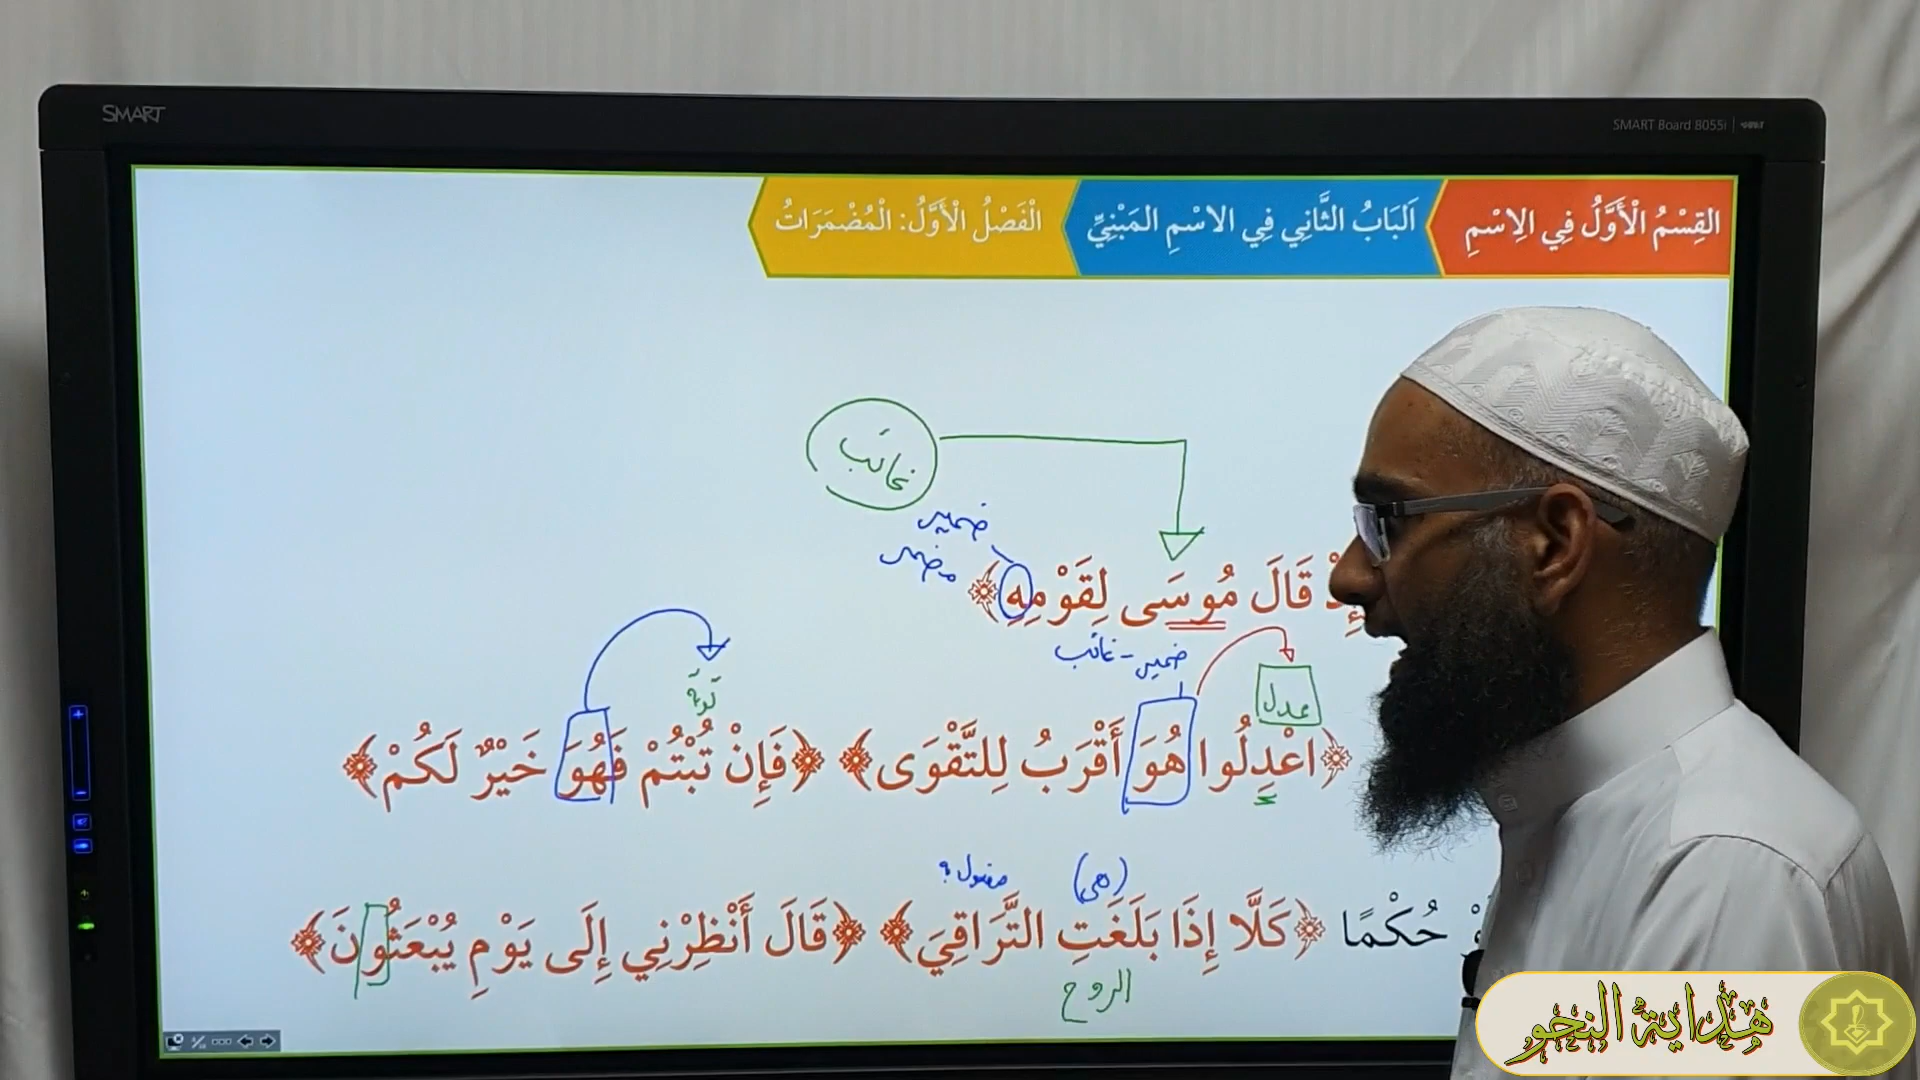 SMART
SMART Board 8055i
القِسْمُ الْأَوَّلُ فِي الِاسْمِ
اَلبَابُ الثَّانِي فِي الاسْمِ المَبْنِيِّ
الْفَصْلُ الْأَوَّلُ: الْمُضْمَرَاتُ
غائب
ضمير
مضمر
قَالَ مُوسَى لِقَوْمِهِ﴾
ضمير - غائب
عدل
﴿اعْدِلُوا هُوَ أَقْرَبُ لِلتَّقْوَى﴾ ﴿فَإِنْ تُبْتُمْ فَهُوَ خَيْرٌ لَكُمْ﴾
(هي)
مفعول؟
حُكْمًا ﴿كَلَّا إِذَا بَلَغَتِ التَّرَاقِيَ﴾ ﴿قَالَ أَنْظِرْنِي إِلَى يَوْمِ يُبْعَثُونَ﴾
الروح
هداية النحو